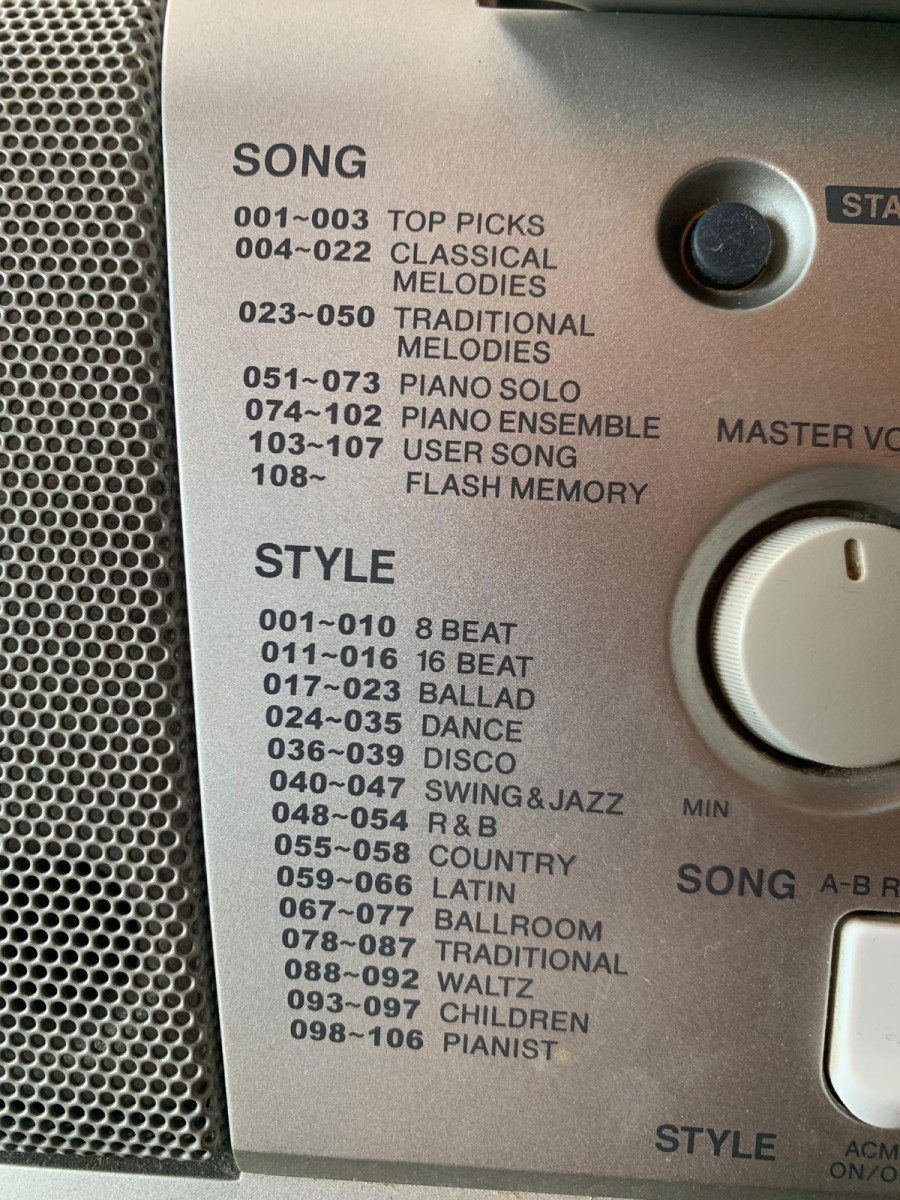 SONG
001~003 TOP PICKS
004~022 CLASSICAL
MELODIES
023~050 TRADITIONAL
MELODIES
051~073 PIANO SOLO
074~102 PIANO ENSEMBLE
103~107 USER SONG
108~ FLASH MEMORY
STYLE
001~010 8 BEAT
011~016 16 BEAT
017~023 BALLAD
024~035 DANCE
036~039 DISCO
040~047 SWING&JAZZ
048~054 R&B
055~058 COUNTRY
059~066 LATIN
067~077 BALLROOM
078~087 TRADITIONAL
088~092 WALTZ
093~097 CHILDREN
098~106 PIANIST
STA
MASTER VO
MIN
SONG A-B R
STYLE
ACM
ON/O